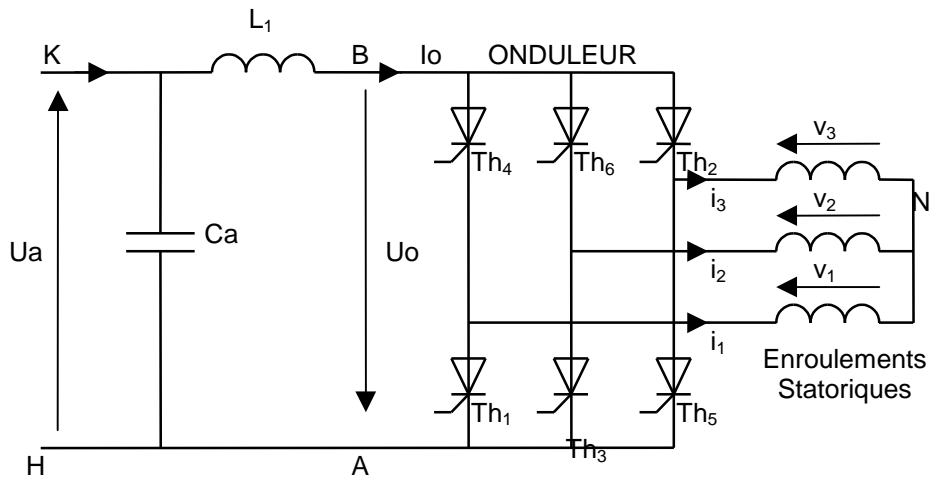 L₁
K
B
Io
ONDULEUR
Th₄
Th₆
Th₂
v₃
i₃
N
v₂
Ca
Ua
Uo
i₂
v₁
i₁
Enroulements
Statoriques
Th₁
Th₅
Th₃
H
A